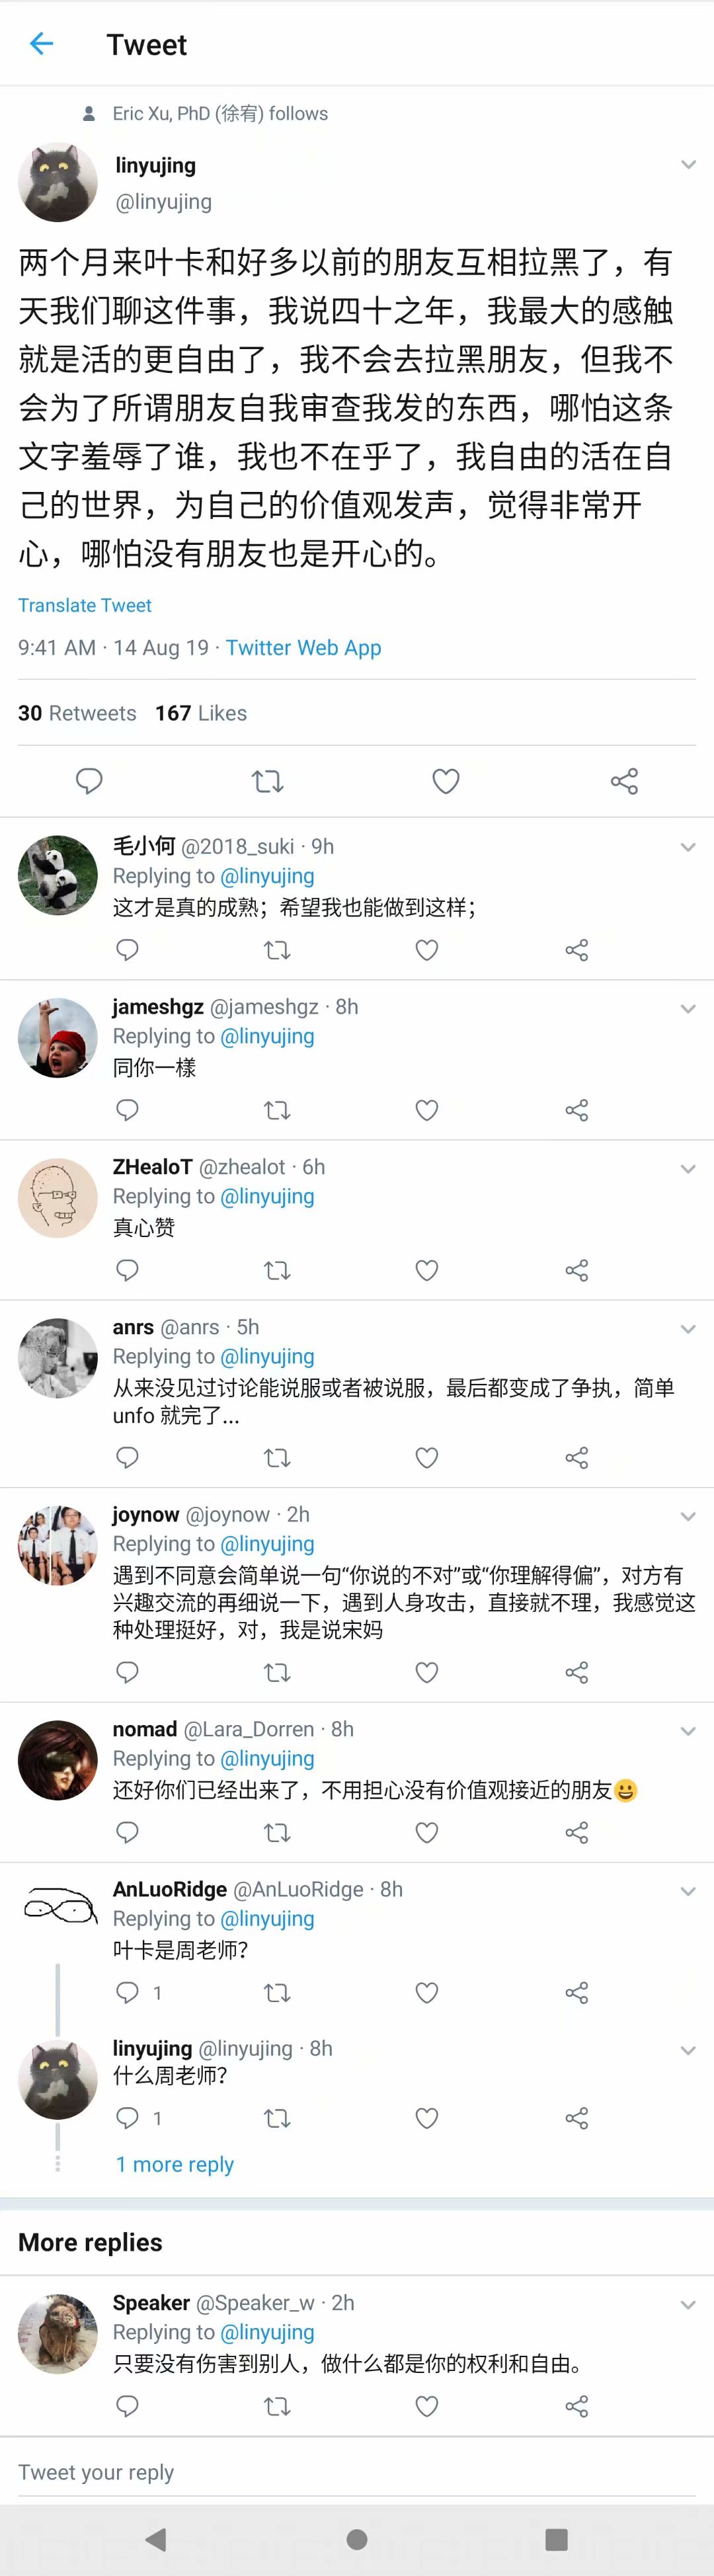 Tweet
Eric Xu, PhD (徐宥) follows
linyujing
@linyujing
两个月来叶卡和好多以前的朋友互相拉黑了，有
天我们聊这件事，我说四十之年，我最大的感触
就是活的更自由了，我不会去拉黑朋友，但我不
会为了所谓朋友自我审查我发的东西，哪怕这条
文字羞辱了谁，我也不在乎了，我自由的活在自
己的世界，为自己的价值观发声，觉得非常开
心，哪怕没有朋友也是开心的。
Translate Tweet
9:41 AM · 14 Aug 19 · Twitter Web App
30 Retweets 167 Likes
毛小何 @2018_suki · 9h
Replying to @linyujing
这才是真的成熟；希望我也能做到这样；
jameshgz @jameshgz · 8h
Replying to @linyujing
同你一樣
ZHealoT @zhealot · 6h
Replying to @linyujing
真心赞
anrs @anrs · 5h
Replying to @linyujing
从来没见过讨论能说服或者被说服，最后都变成了争执，简单
unfo 就完了...
joynow @joynow · 2h
Replying to @linyujing
遇到不同意会简单说一句“你说的不对”或“你理解得偏”，对方有
兴趣交流的再细说一下，遇到人身攻击，直接就不理，我感觉这
种处理挺好，对，我是说宋妈
nomad @Lara_Dorren · 8h
Replying to @linyujing
还好你们已经出来了，不用担心没有价值观接近的朋友😀
AnLuoRidge @AnLuoRidge · 8h
Replying to @linyujing
叶卡是周老师？
1
linyujing @linyujing · 8h
什么周老师？
1
1 more reply
More replies
Speaker @Speaker_w · 2h
Replying to @linyujing
只要没有伤害到别人，做什么都是你的权利和自由。
Tweet your reply